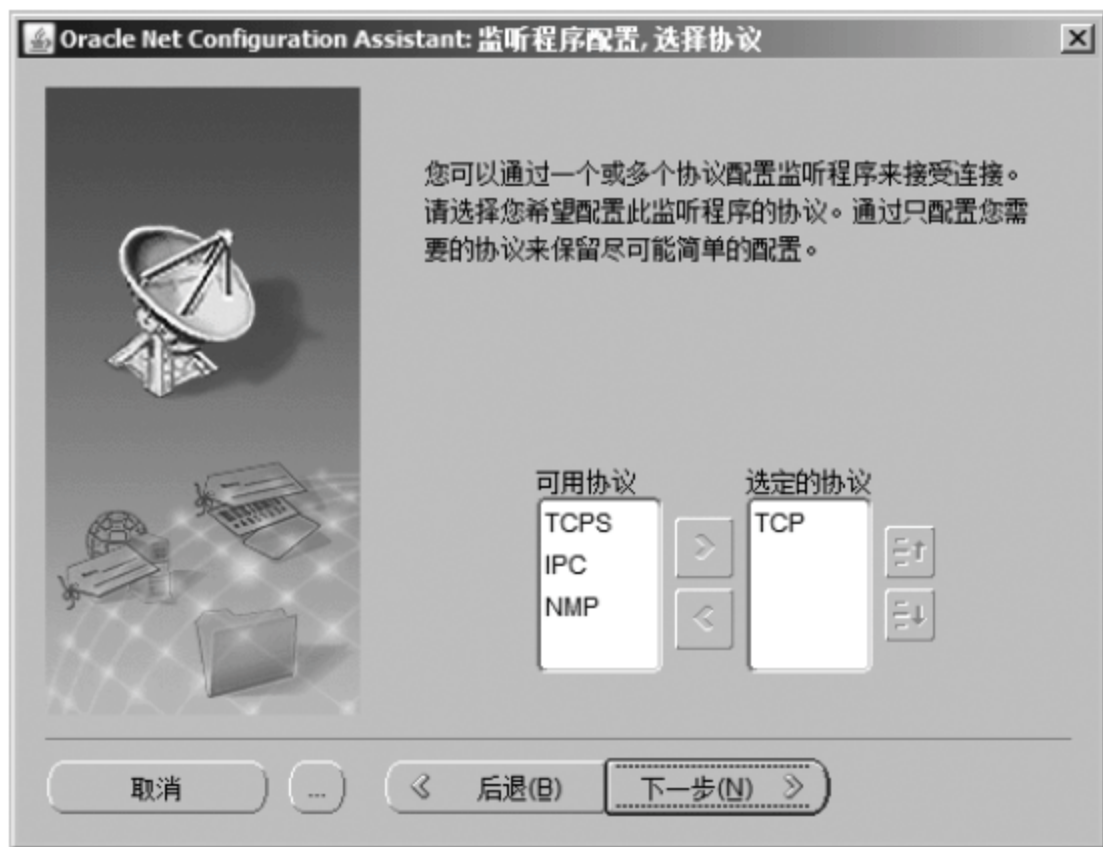 Oracle Net Configuration Assistant: 监听程序配置, 选择协议
您可以通过一个或多个协议配置监听程序来接受连接。
请选择您希望配置此监听程序的协议。通过只配置您需
要的协议来保留尽可能简单的配置。
可用协议
TCPS
IPC
NMP
选定的协议
TCP
取消
...
后退(B)
下一步(N)